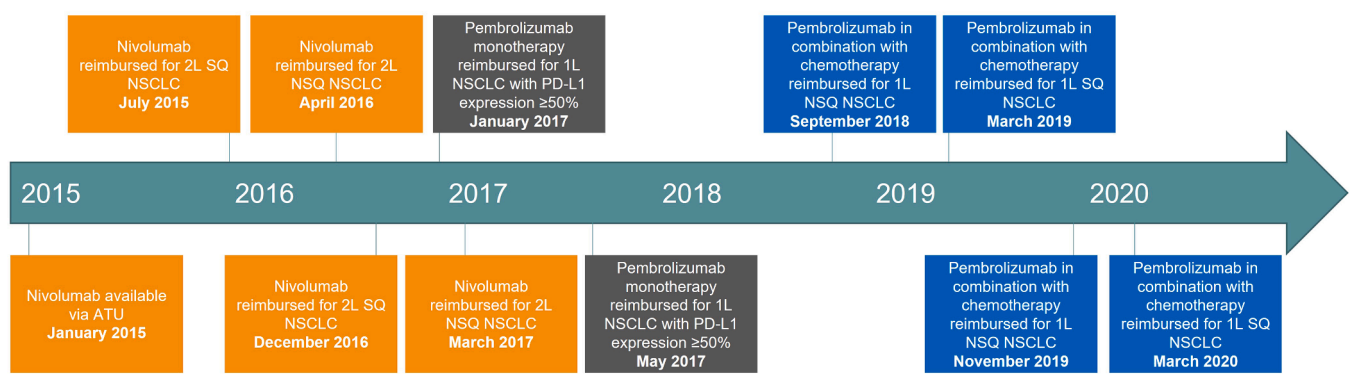 Nivolumab
reimbursed for 2L SQ
NSCLC
July 2015
Nivolumab
reimbursed for 2L
NSQ NSCLC
April 2016
Pembrolizumab
monotherapy
reimbursed for 1L
NSCLC with PD-L1
expression ≥50%
January 2017
Pembrolizumab in
combination with
chemotherapy
reimbursed for 1L
NSQ NSCLC
September 2018
Pembrolizumab in
combination with
chemotherapy
reimbursed for 1L SQ
NSCLC
March 2019
2015 2016 2017 2018 2019 2020
Nivolumab available
via ATU
January 2015
Nivolumab
reimbursed for 2L SQ
NSCLC
December 2016
Nivolumab
reimbursed for 2L
NSQ NSCLC
March 2017
Pembrolizumab
monotherapy
reimbursed for 1L
NSCLC with PD-L1
expression ≥50%
May 2017
Pembrolizumab in
combination with
chemotherapy
reimbursed for 1L
NSQ NSCLC
November 2019
Pembrolizumab in
combination with
chemotherapy
reimbursed for 1L SQ
NSCLC
March 2020